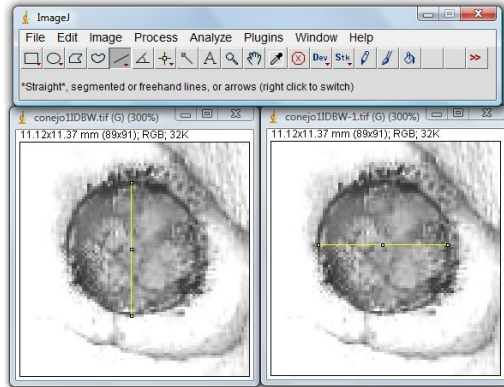 ImageJ
File Edit Image Process Analyze Plugins Window Help
A Dev Stk >>
*Straight*, segmented or freehand lines, or arrows (right click to switch)
conejo1IDBW.tif (G) (300%)
11.12x11.37 mm (89x91); RGB; 32K
conejo1IDBW-1.tif (G) (300%)
11.12x11.37 mm (89x91); RGB; 32K